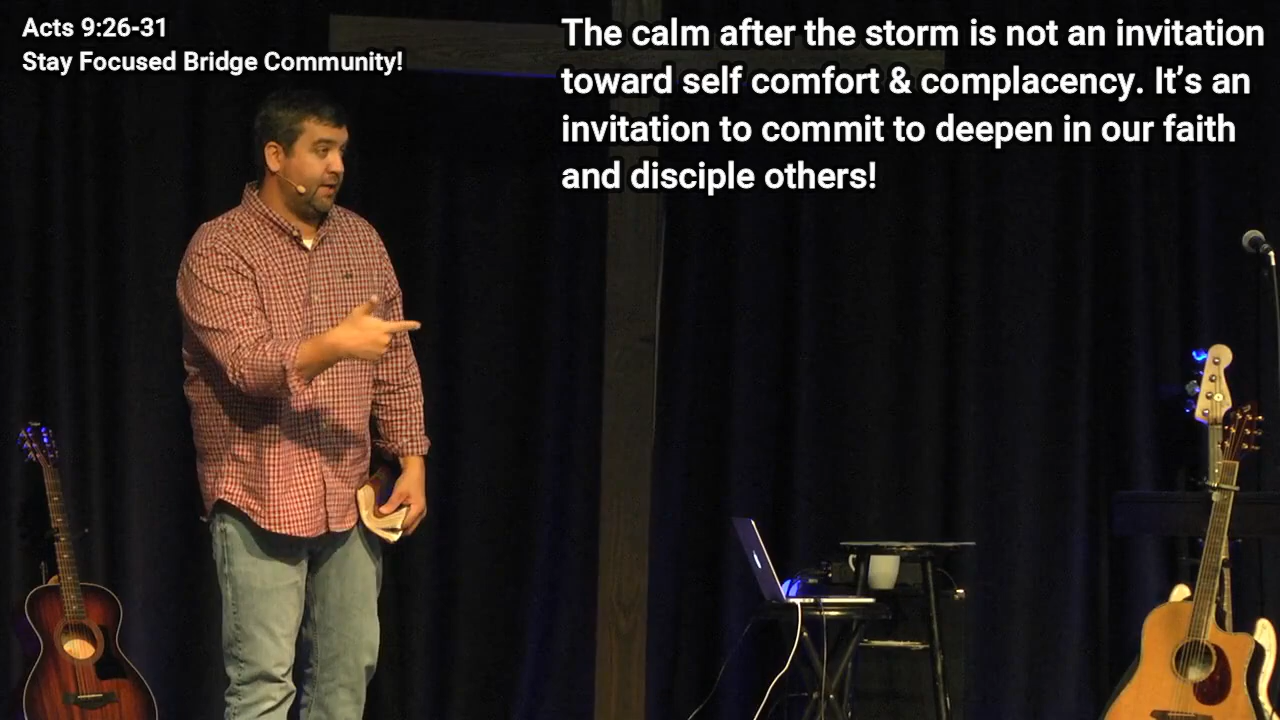 Acts 9:26-31
Stay Focused Bridge Community!
The calm after the storm is not an invitation
toward self comfort & complacency. It’s an
invitation to commit to deepen in our faith
and disciple others!